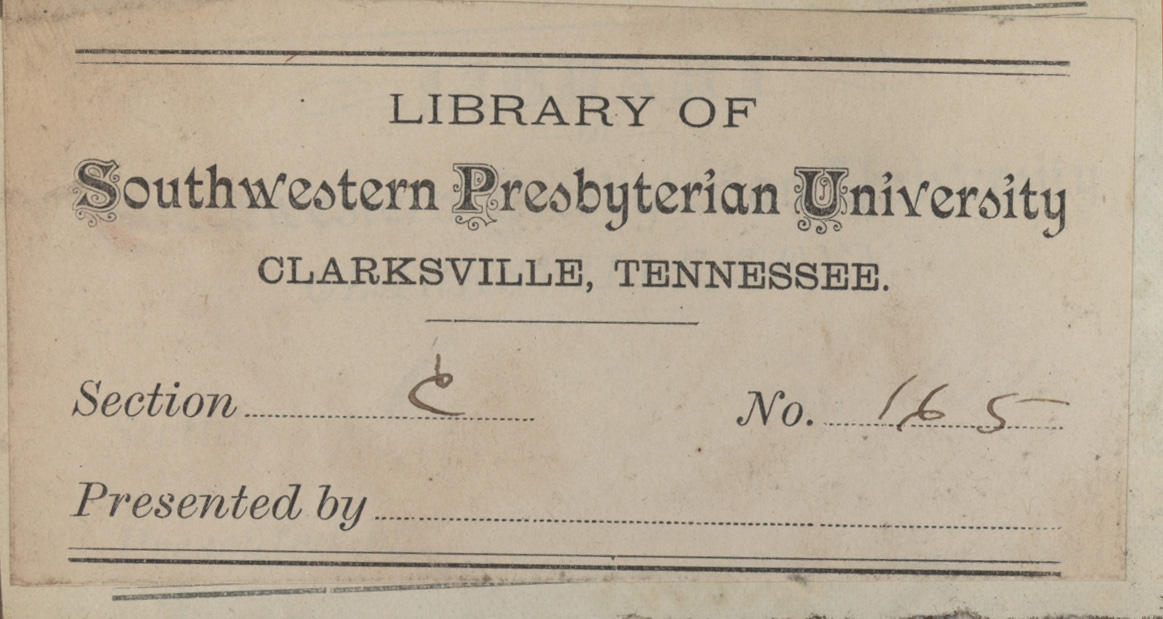 LIBRARY OF
Southwestern Presbyterian University
CLARKSVILLE, TENNESSEE.
Section C No. 165
Presented by